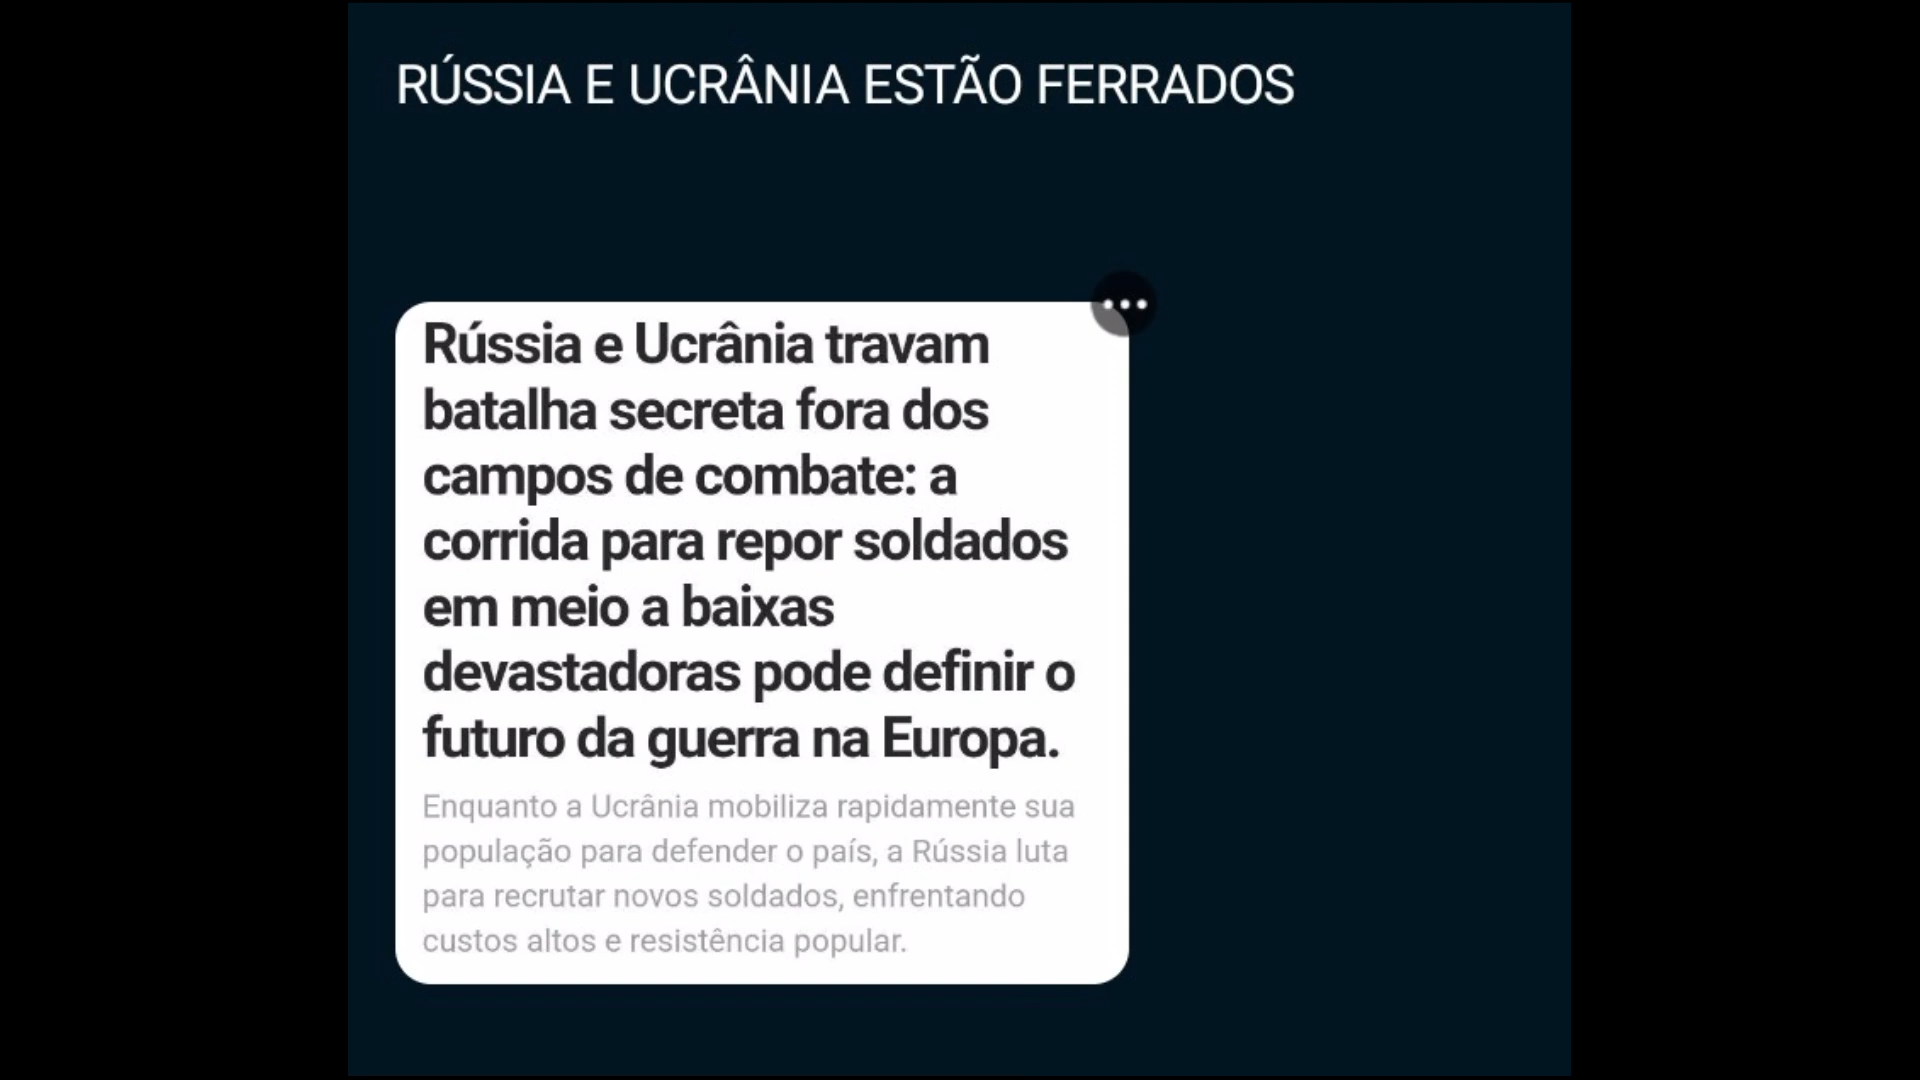 RÚSSIA E UCRÂNIA ESTÃO FERRADOS
Rússia e Ucrânia travam
batalha secreta fora dos
campos de combate: a
corrida para repor soldados
em meio a baixas
devastadoras pode definir o
futuro da guerra na Europa.
Enquanto a Ucrânia mobiliza rapidamente sua
população para defender o país, a Rússia luta
para recrutar novos soldados, enfrentando
custos altos e resistência popular.